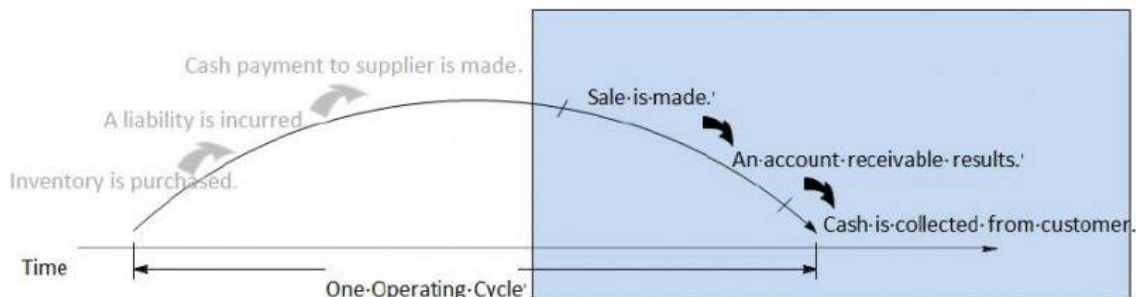 Cash payment to supplier is made.
Sale·is·made.'
A liability is incurred.
An·account·receivable·results.'
Inventory is purchased.
Cash·is·collected·from·customer.
Time
One·Operating·Cycle'